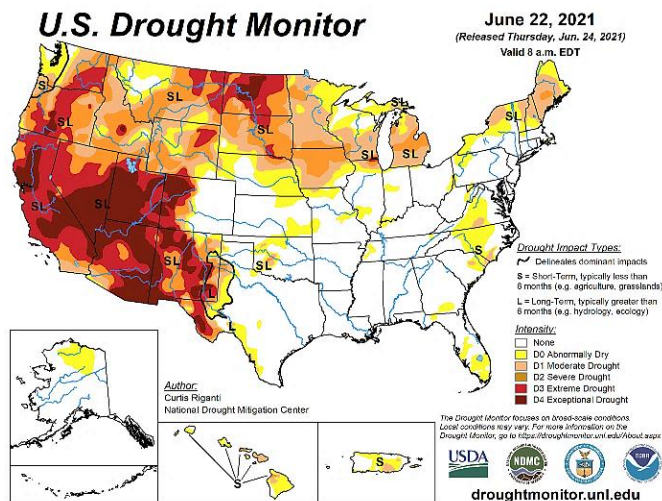 U.S. Drought Monitor
June 22, 2021
(Released Thursday, Jun. 24, 2021)
Valid 8 a.m. EDT
S
SL
SL
SL
SL
SL
SL
SL
SL
SL
SL
S
L
L
Drought Impact Types:
Delineates dominant impacts
S = Short-Term, typically less than
6 months (e.g. agriculture, grasslands)
L = Long-Term, typically greater than
6 months (e.g. hydrology, ecology)
Intensity:
None
D0 Abnormally Dry
D1 Moderate Drought
D2 Severe Drought
D3 Extreme Drought
D4 Exceptional Drought
Author:
Curtis Riganti
National Drought Mitigation Center
S
S
The Drought Monitor focuses on broad-scale conditions.
Local conditions may vary. For more information on the
Drought Monitor, go to https://droughtmonitor.unl.edu/About.aspx
USDA
NDMC
droughtmonitor.unl.edu